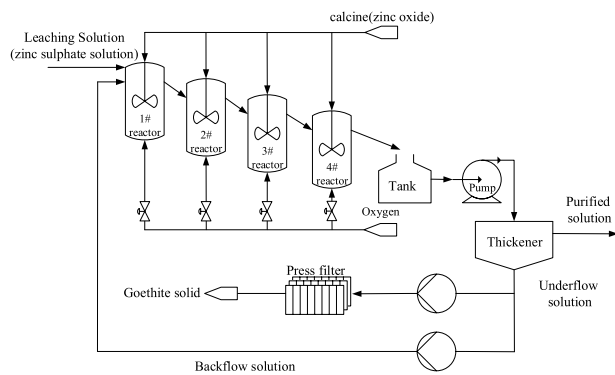 calcine(zinc oxide)
Leaching Solution
(zinc sulphate solution)
1#
reactor
2#
reactor
3#
reactor
4#
reactor
Tank
Pump
Oxygen
Purified
solution
Thickener
Underflow
solution
Press filter
Goethite solid
Backflow solution